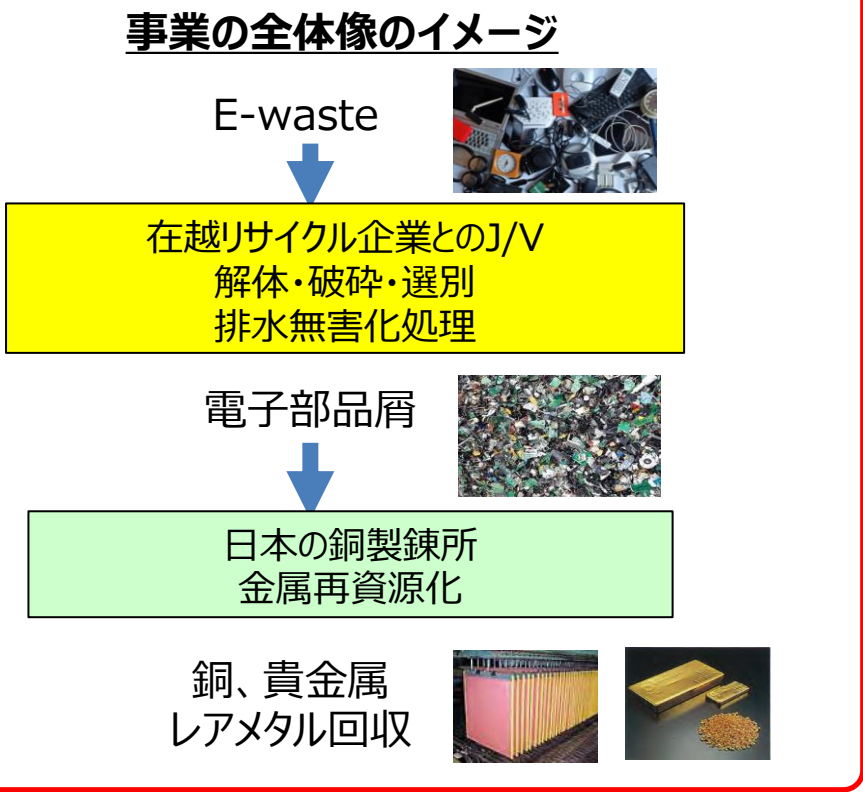 事業の全体像のイメージ
E-waste
在越リサイクル企業とのJ/V
解体・破砕・選別
排水無害化処理
電子部品屑
日本の銅製錬所
金属再資源化
銅、貴金属
レアメタル回収